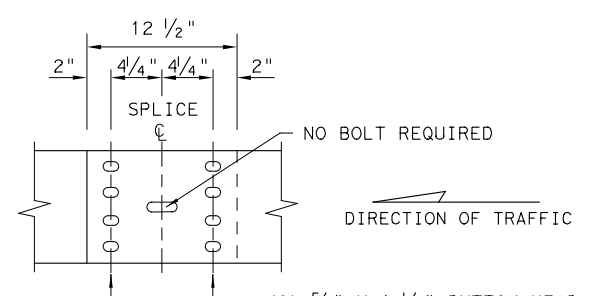 12 1/2"
2" 4 1/4" 4 1/4" 2"
SPLICE
℄
NO BOLT REQUIRED
DIRECTION OF TRAFFIC